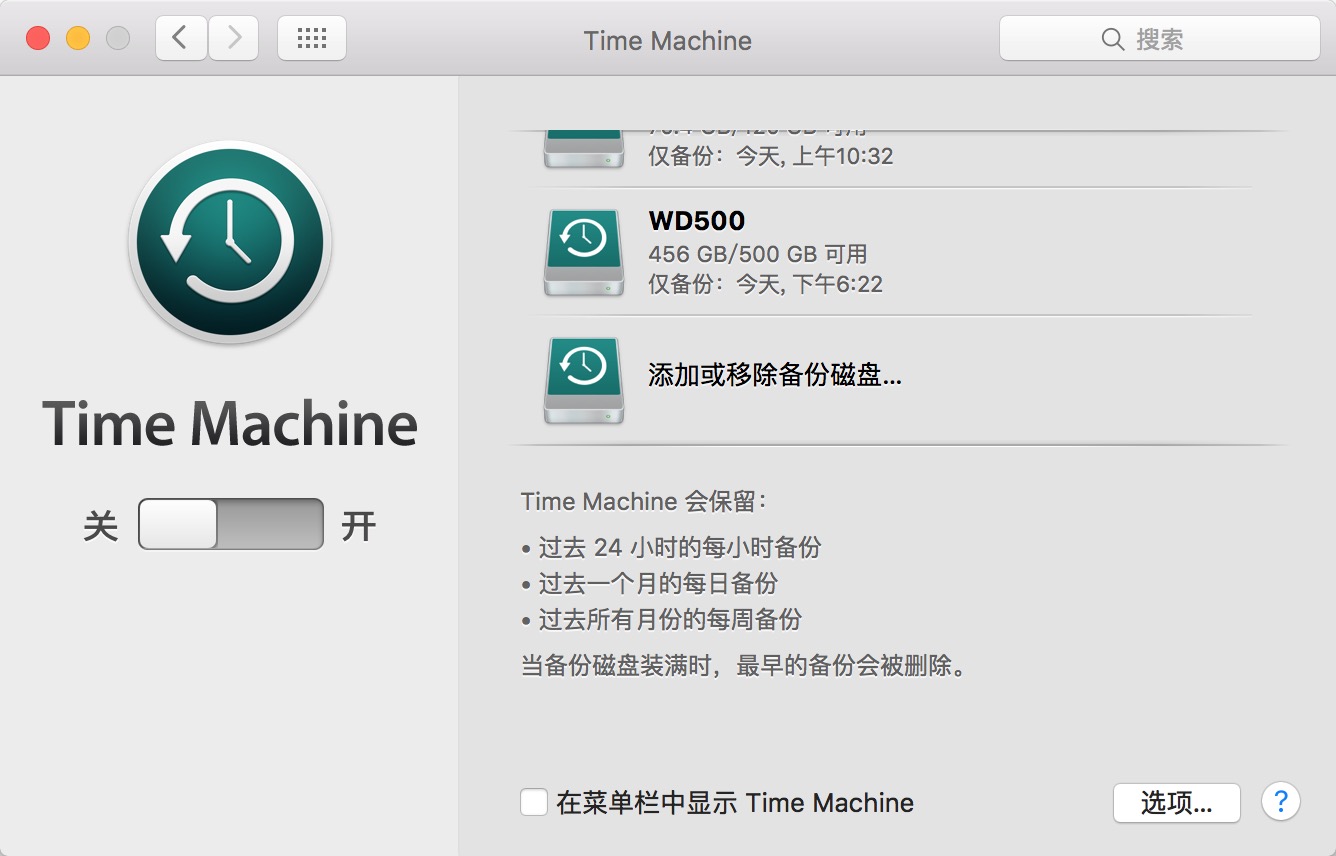 Time Machine
搜索
仅备份：今天, 上午10:32
WD500
456 GB/500 GB 可用
仅备份：今天, 下午6:22
添加或移除备份磁盘...
Time Machine
关 开
Time Machine 会保留：
• 过去 24 小时的每小时备份
• 过去一个月的每日备份
• 过去所有月份的每周备份
当备份磁盘装满时，最早的备份会被删除。
在菜单栏中显示 Time Machine
选项...
?